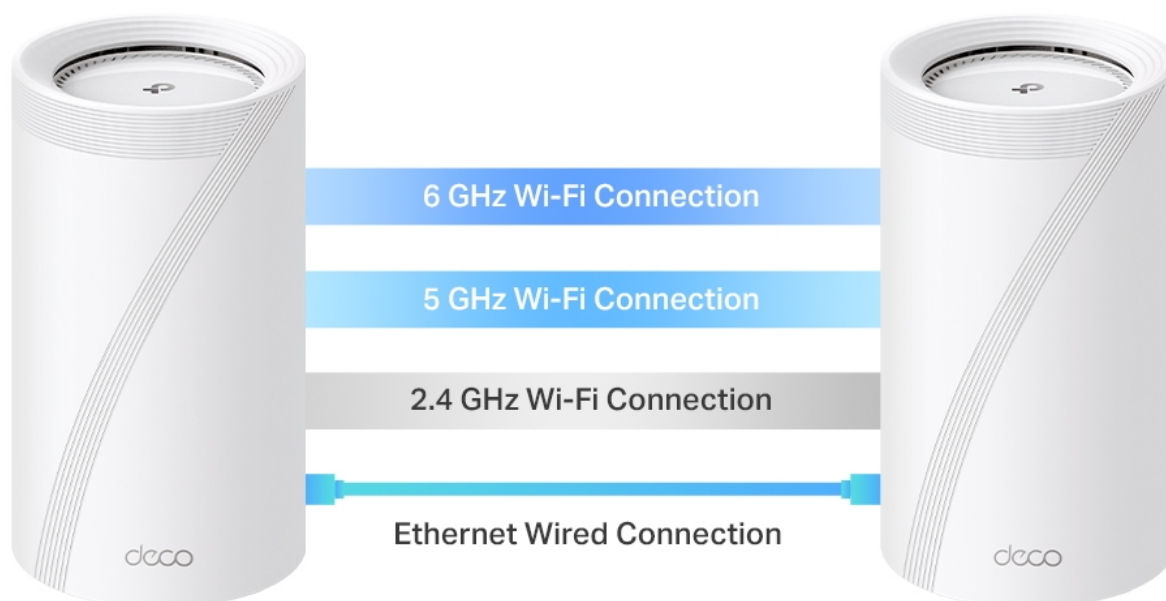 6 GHz Wi-Fi Connection
5 GHz Wi-Fi Connection
2.4 GHz Wi-Fi Connection
Ethernet Wired Connection
deco
deco